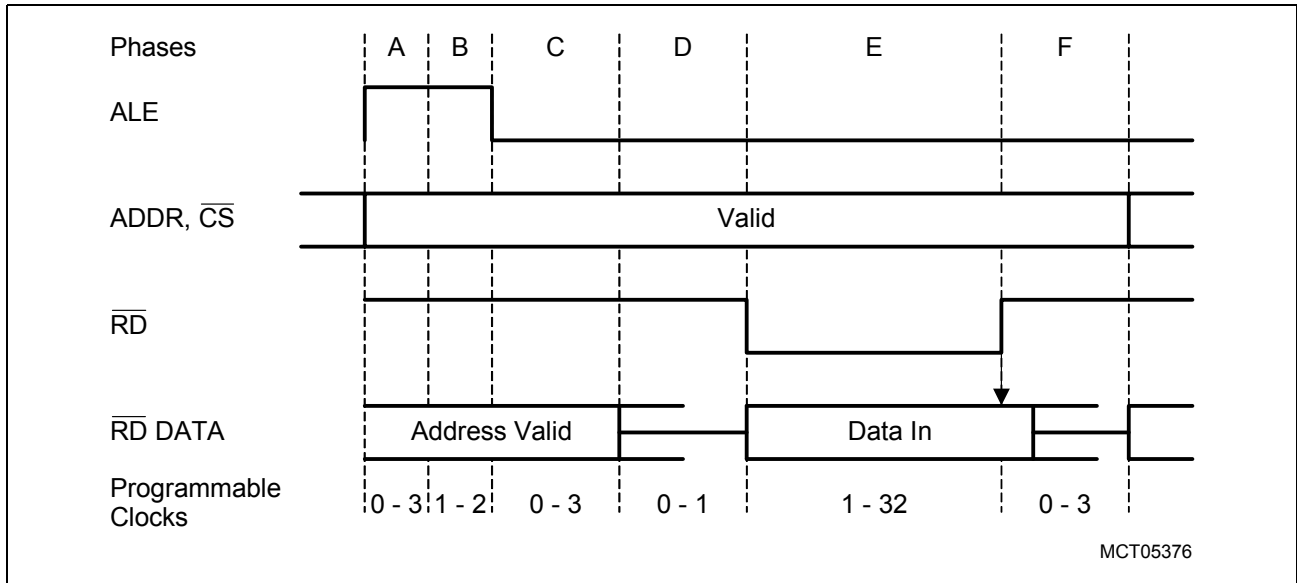 Phases A B C D E F
ALE
ADDR, CS Valid
RD
RD DATA Address Valid Data In
Programmable
Clocks
0 - 3 1 - 2 0 - 3 0 - 1 1 - 32 0 - 3
MCT05376